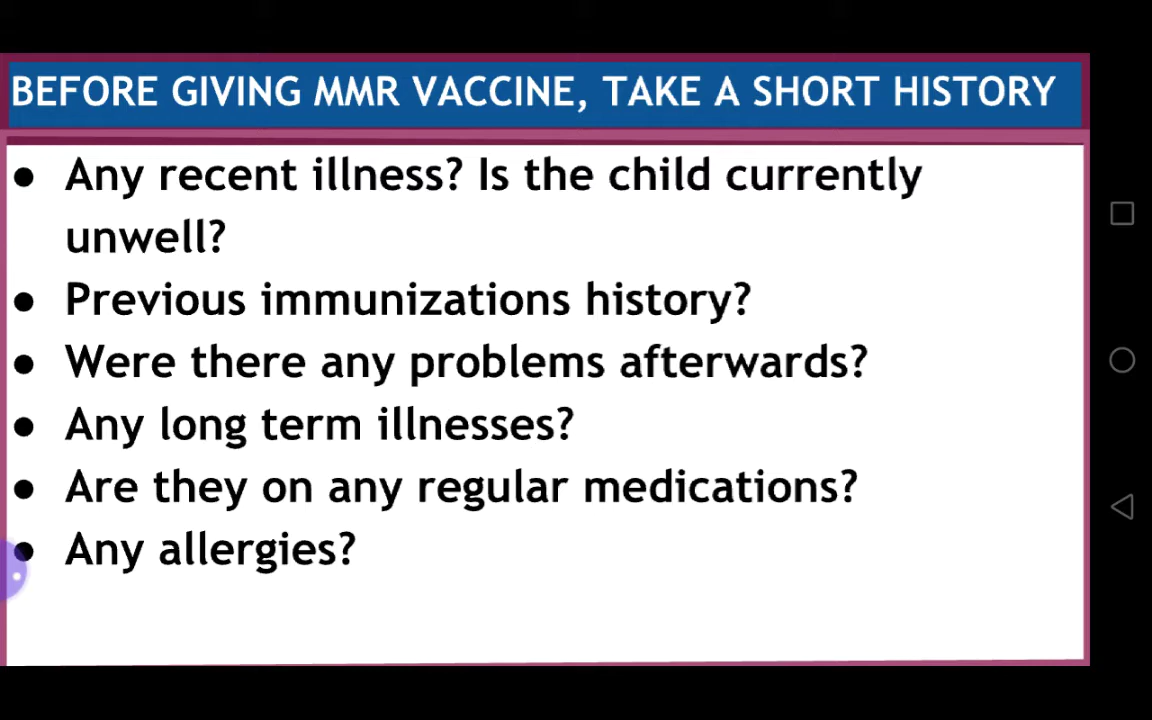 BEFORE GIVING MMR VACCINE, TAKE A SHORT HISTORY
● Any recent illness? Is the child currently
unwell?
● Previous immunizations history?
● Were there any problems afterwards?
● Any long term illnesses?
● Are they on any regular medications?
● Any allergies?